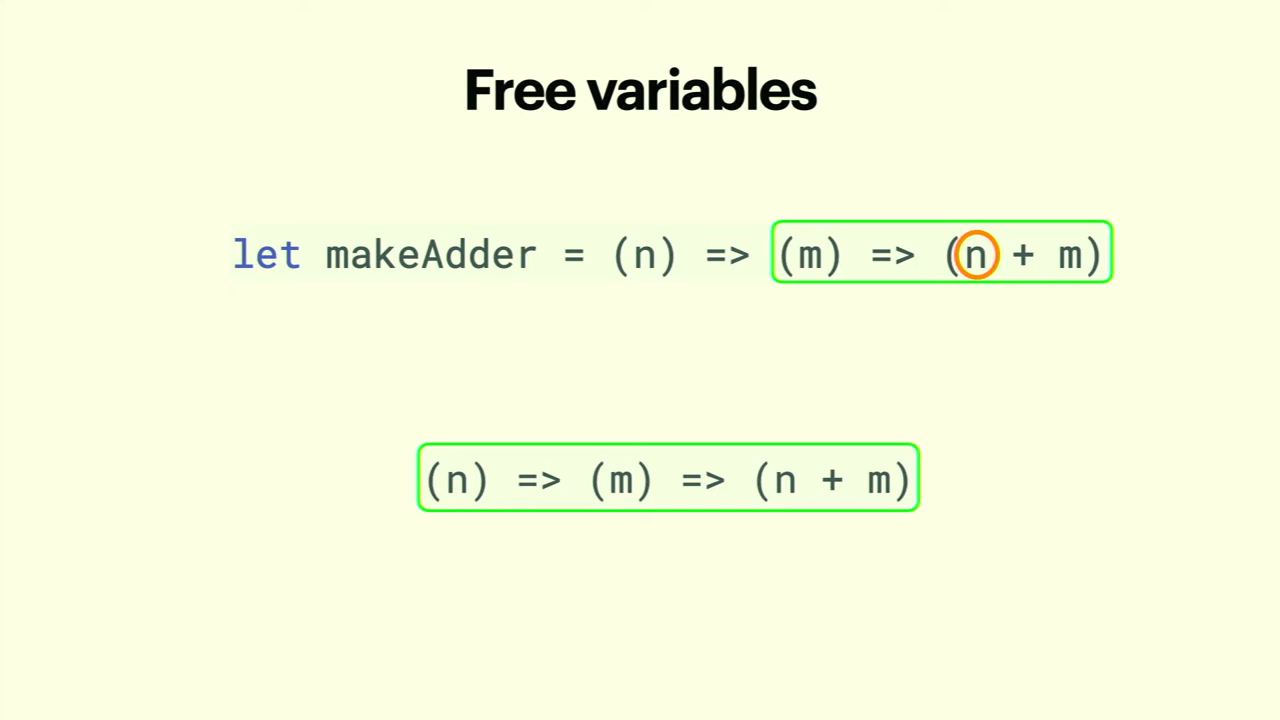 Free variables
let makeAdder = (n) => (m) => (n + m)
(n) => (m) => (n + m)